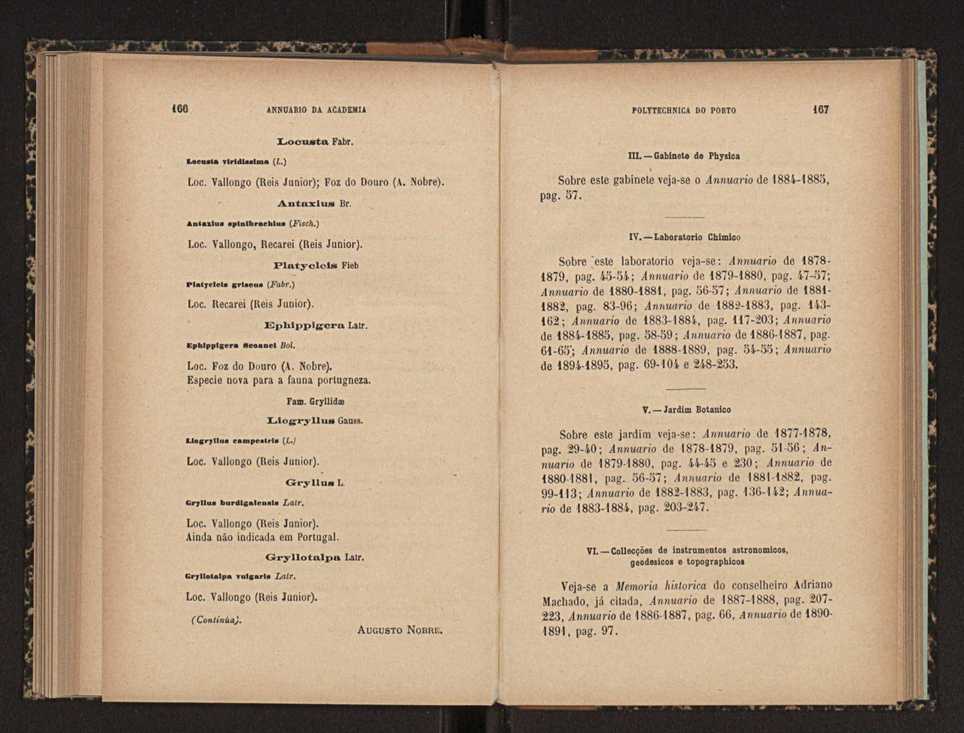 166 ANNUARIO DA ACADEMIA
Locusta Fabr.
Locusta viridissima (L.)
Loc. Vallongo (Reis Junior); Foz do Douro (A. Nobre).
Antaxius Br.
Antaxius spinibrachius (Fisch.)
Loc. Vallongo, Recarei (Reis Junior).
Platycleis Fieb
Platycleis griseus (Fabr.)
Loc. Recarei (Reis Junior).
Ephippigera Latr.
Ephippigera Seoanei Bol.
Loc. Foz do Douro (A. Nobre).
Especie nova para a fauna portugneza.
Fam. Gryllidæ
Liogryllus Gauss.
Liogryllus campestris (L.)
Loc. Vallongo (Reis Junior).
Gryllus L.
Gryllus burdigalensis Latr.
Loc. Vallongo (Reis Junior).
Ainda não indicada em Portugal.
Gryllotalpa Latr.
Gryllotalpa vulgaris Latr.
Loc. Vallongo (Reis Junior).
(Continúa).
AUGUSTO NOBRE.
POLYTECHNICA DO PORTO 167
III. — Gabinete de Physica
Sobre este gabinete veja-se o Annuario de 1884-1885,
pag. 57.
IV. — Laboratorio Chimico
Sobre este laboratorio veja-se: Annuario de 1878-
1879, pag. 45-54; Annuario de 1879-1880, pag. 47-57;
Annuario de 1880-1881, pag. 56-57; Annuario de 1881-
1882, pag. 83-96; Annuario de 1882-1883, pag. 143-
162; Annuario de 1883-1884, pag. 117-203; Annuario
de 1884-1885, pag. 58-59; Annuario de 1886-1887, pag.
61-65; Annuario de 1888-1889, pag. 54-55; Annuario
de 1894-1895, pag. 69-104 e 248-253.
V. — Jardim Botanico
Sobre este jardim veja-se: Annuario de 1877-1878,
pag. 29-40; Annuario de 1878-1879, pag. 51-56; An-
nuario de 1879-1880, pag. 44-45 e 230; Annuario de
1880-1881, pag. 56-57; Annuario de 1881-1882, pag.
99-113; Annuario de 1882-1883, pag. 136-142; Annua-
rio de 1883-1884, pag. 203-247.
VI. — Collecções de instrumentos astronomicos,
geodesicos e topographicos
Veja-se a Memoria historica do conselheiro Adriano
Machado, já citada, Annuario de 1887-1888, pag. 207-
223, Annuario de 1886-1887, pag. 66, Annuario de 1890-
1891, pag. 97.